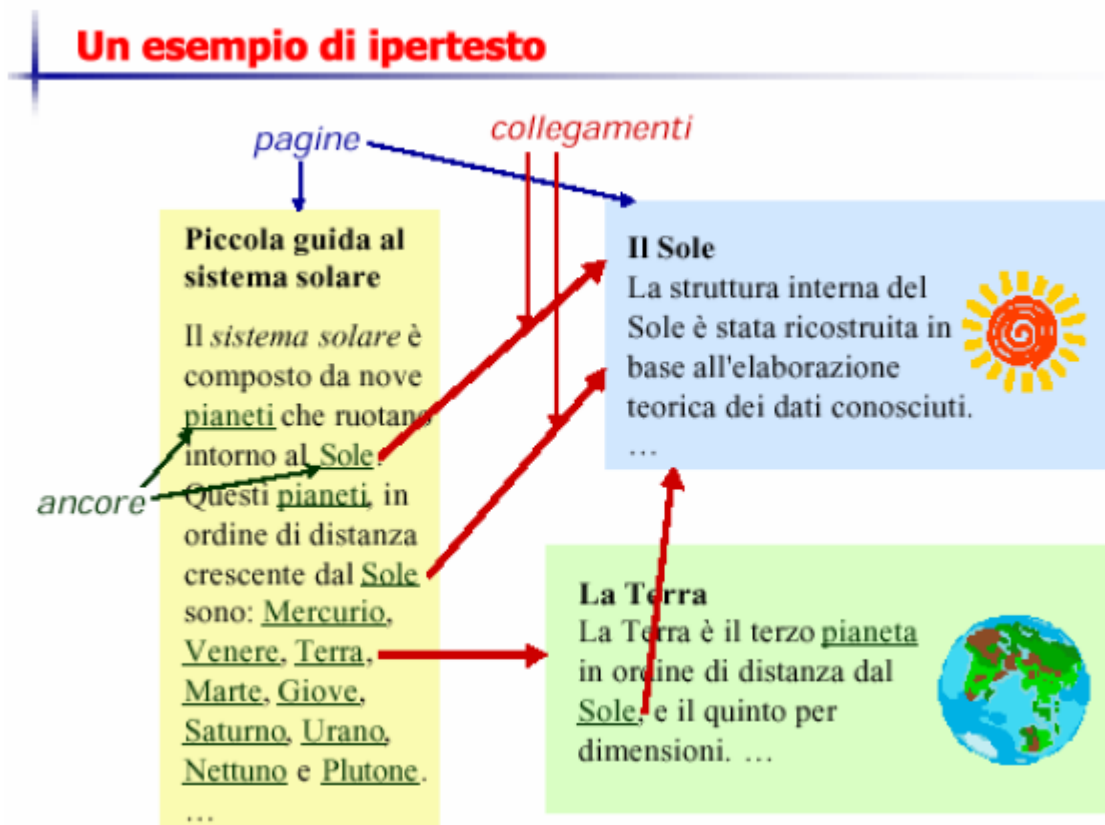 Un esempio di ipertesto
pagine
collegamenti
ancore
Piccola guida al
sistema solare
Il sistema solare è
composto da nove
pianeti che ruotano
intorno al Sole.
Questi pianeti, in
ordine di distanza
crescente dal Sole
sono: Mercurio,
Venere, Terra,
Marte, Giove,
Saturno, Urano,
Nettuno e Plutone.
…
Il Sole
La struttura interna del
Sole è stata ricostruita in
base all'elaborazione
teorica dei dati conosciuti.
…
La Terra
La Terra è il terzo pianeta
in ordine di distanza dal
Sole, e il quinto per
dimensioni. …